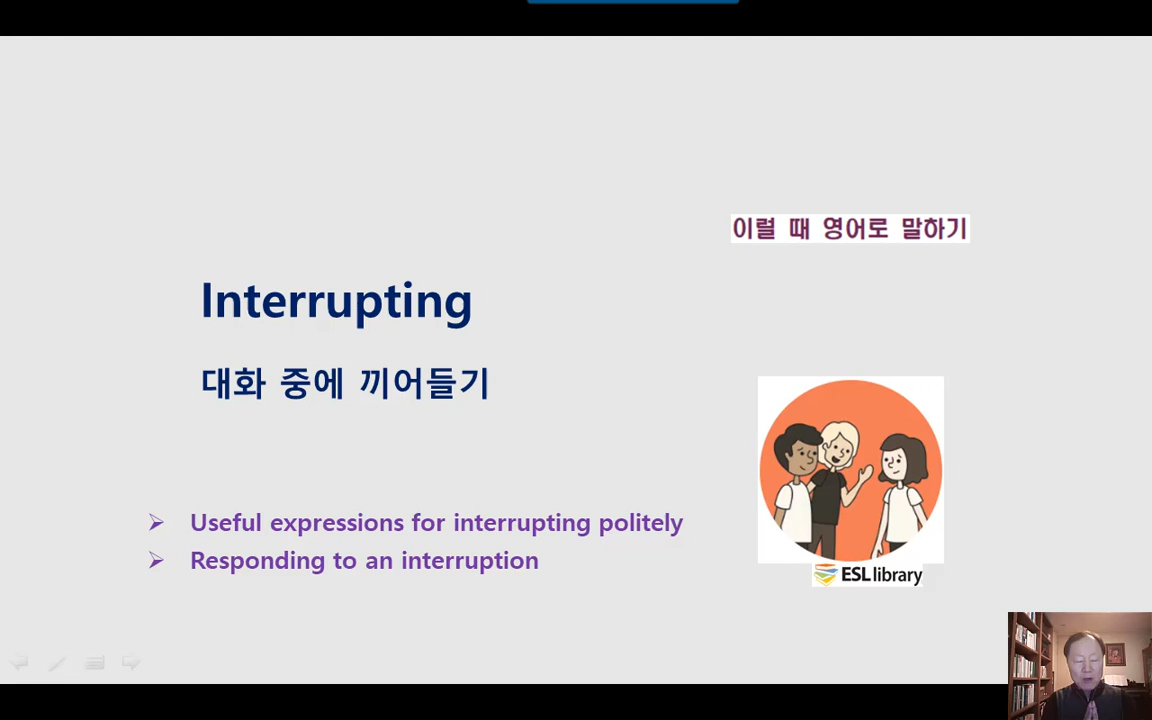 이럴 때 영어로 말하기
Interrupting
대화 중에 끼어들기
Useful expressions for interrupting politely
Responding to an interruption
ESL library